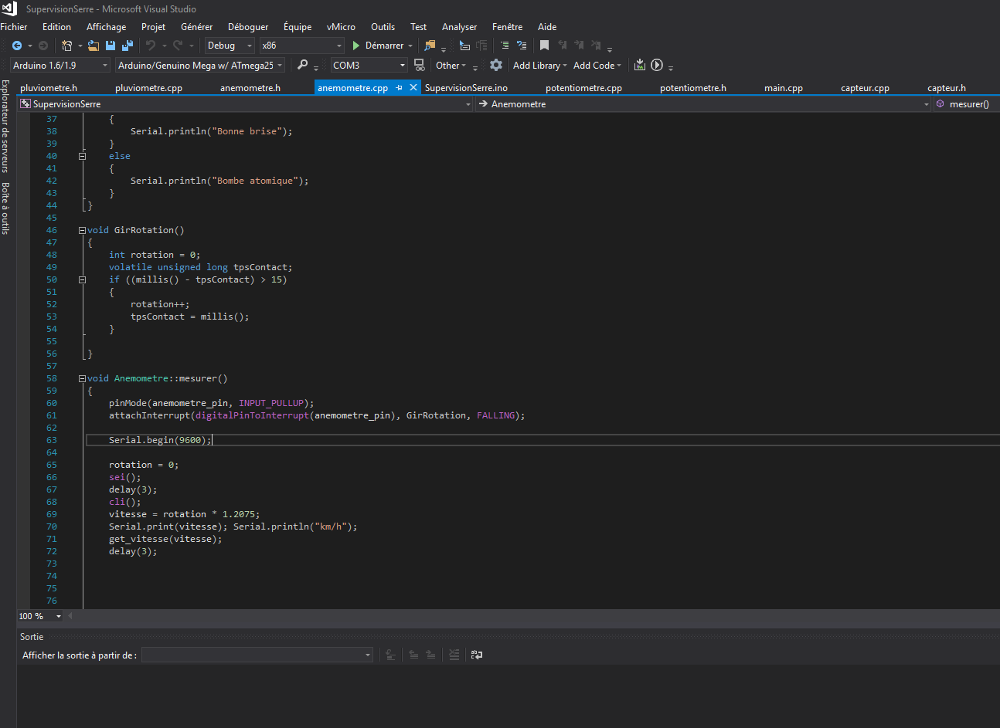 SupervisionSerre - Microsoft Visual Studio
Fichier Edition Affichage Projet Générer Déboguer Équipe vMicro Outils Test Analyser Fenêtre Aide
Debug x86 Démarrer
Arduino 1.6/1.9 Arduino/Genuino Mega w/ ATmega25 COM3 Other Add Library Add Code
Explorateur de serveurs
Boîte à outils
pluviometre.h pluviometre.cpp anemometre.h anemometre.cpp SupervisionSerre.ino potentiometre.cpp potentiometre.h main.cpp capteur.cpp capteur.h
SupervisionSerre Anemometre mesurer()
37 {
38 Serial.println("Bonne brise");
39 }
40 else
41 {
42 Serial.println("Bombe atomique");
43 }
44 }
45
46 void GirRotation()
47 {
48 int rotation = 0;
49 volatile unsigned long tpsContact;
50 if ((millis() - tpsContact) > 15)
51 {
52 rotation++;
53 tpsContact = millis();
54 }
55
56 }
57
58 void Anemometre::mesurer()
59 {
60 pinMode(anemometre_pin, INPUT_PULLUP);
61 attachInterrupt(digitalPinToInterrupt(anemometre_pin), GirRotation, FALLING);
62
63 Serial.begin(9600);
64
65 rotation = 0;
66 sei();
67 delay(3);
68 cli();
69 vitesse = rotation * 1.2075;
70 Serial.print(vitesse); Serial.println("km/h");
71 get_vitesse(vitesse);
72 delay(3);
73
74
75
76
100 %
Sortie
Afficher la sortie à partir de :